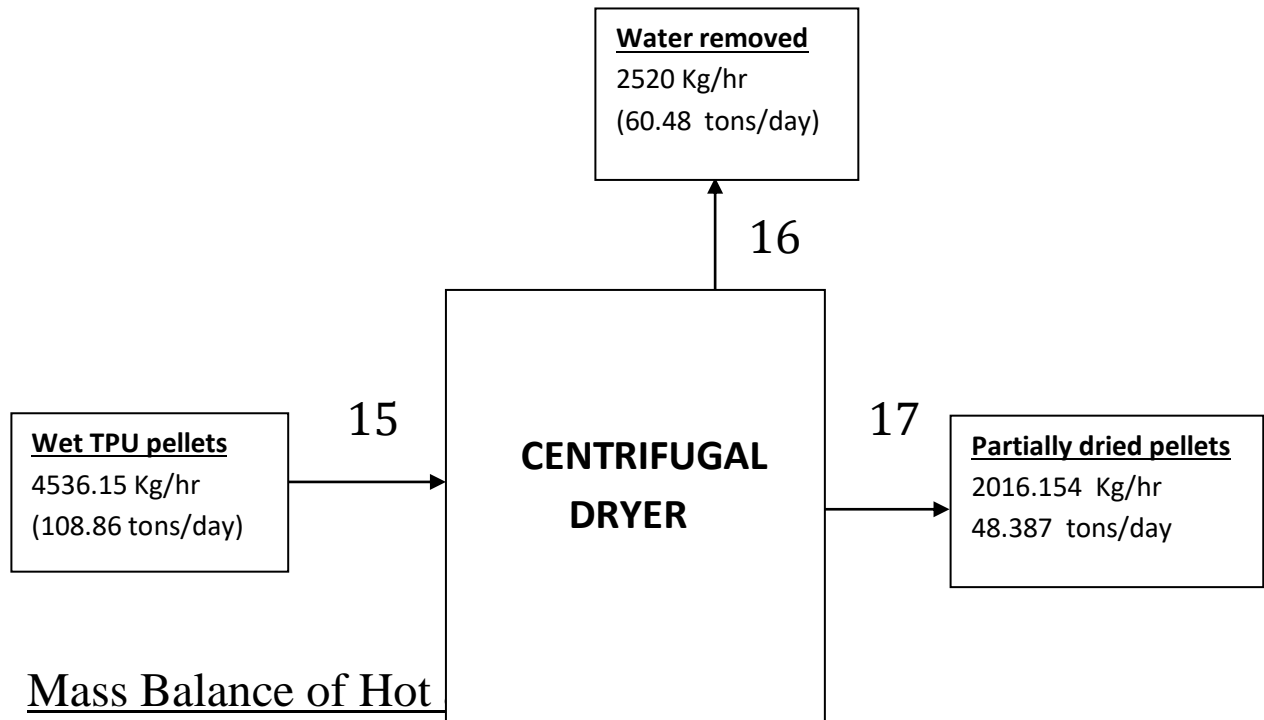 Water removed
2520 Kg/hr
(60.48 tons/day)
16
15
17
Wet TPU pellets
4536.15 Kg/hr
(108.86 tons/day)
CENTRIFUGAL
DRYER
Partially dried pellets
2016.154 Kg/hr
48.387 tons/day
Mass Balance of Hot